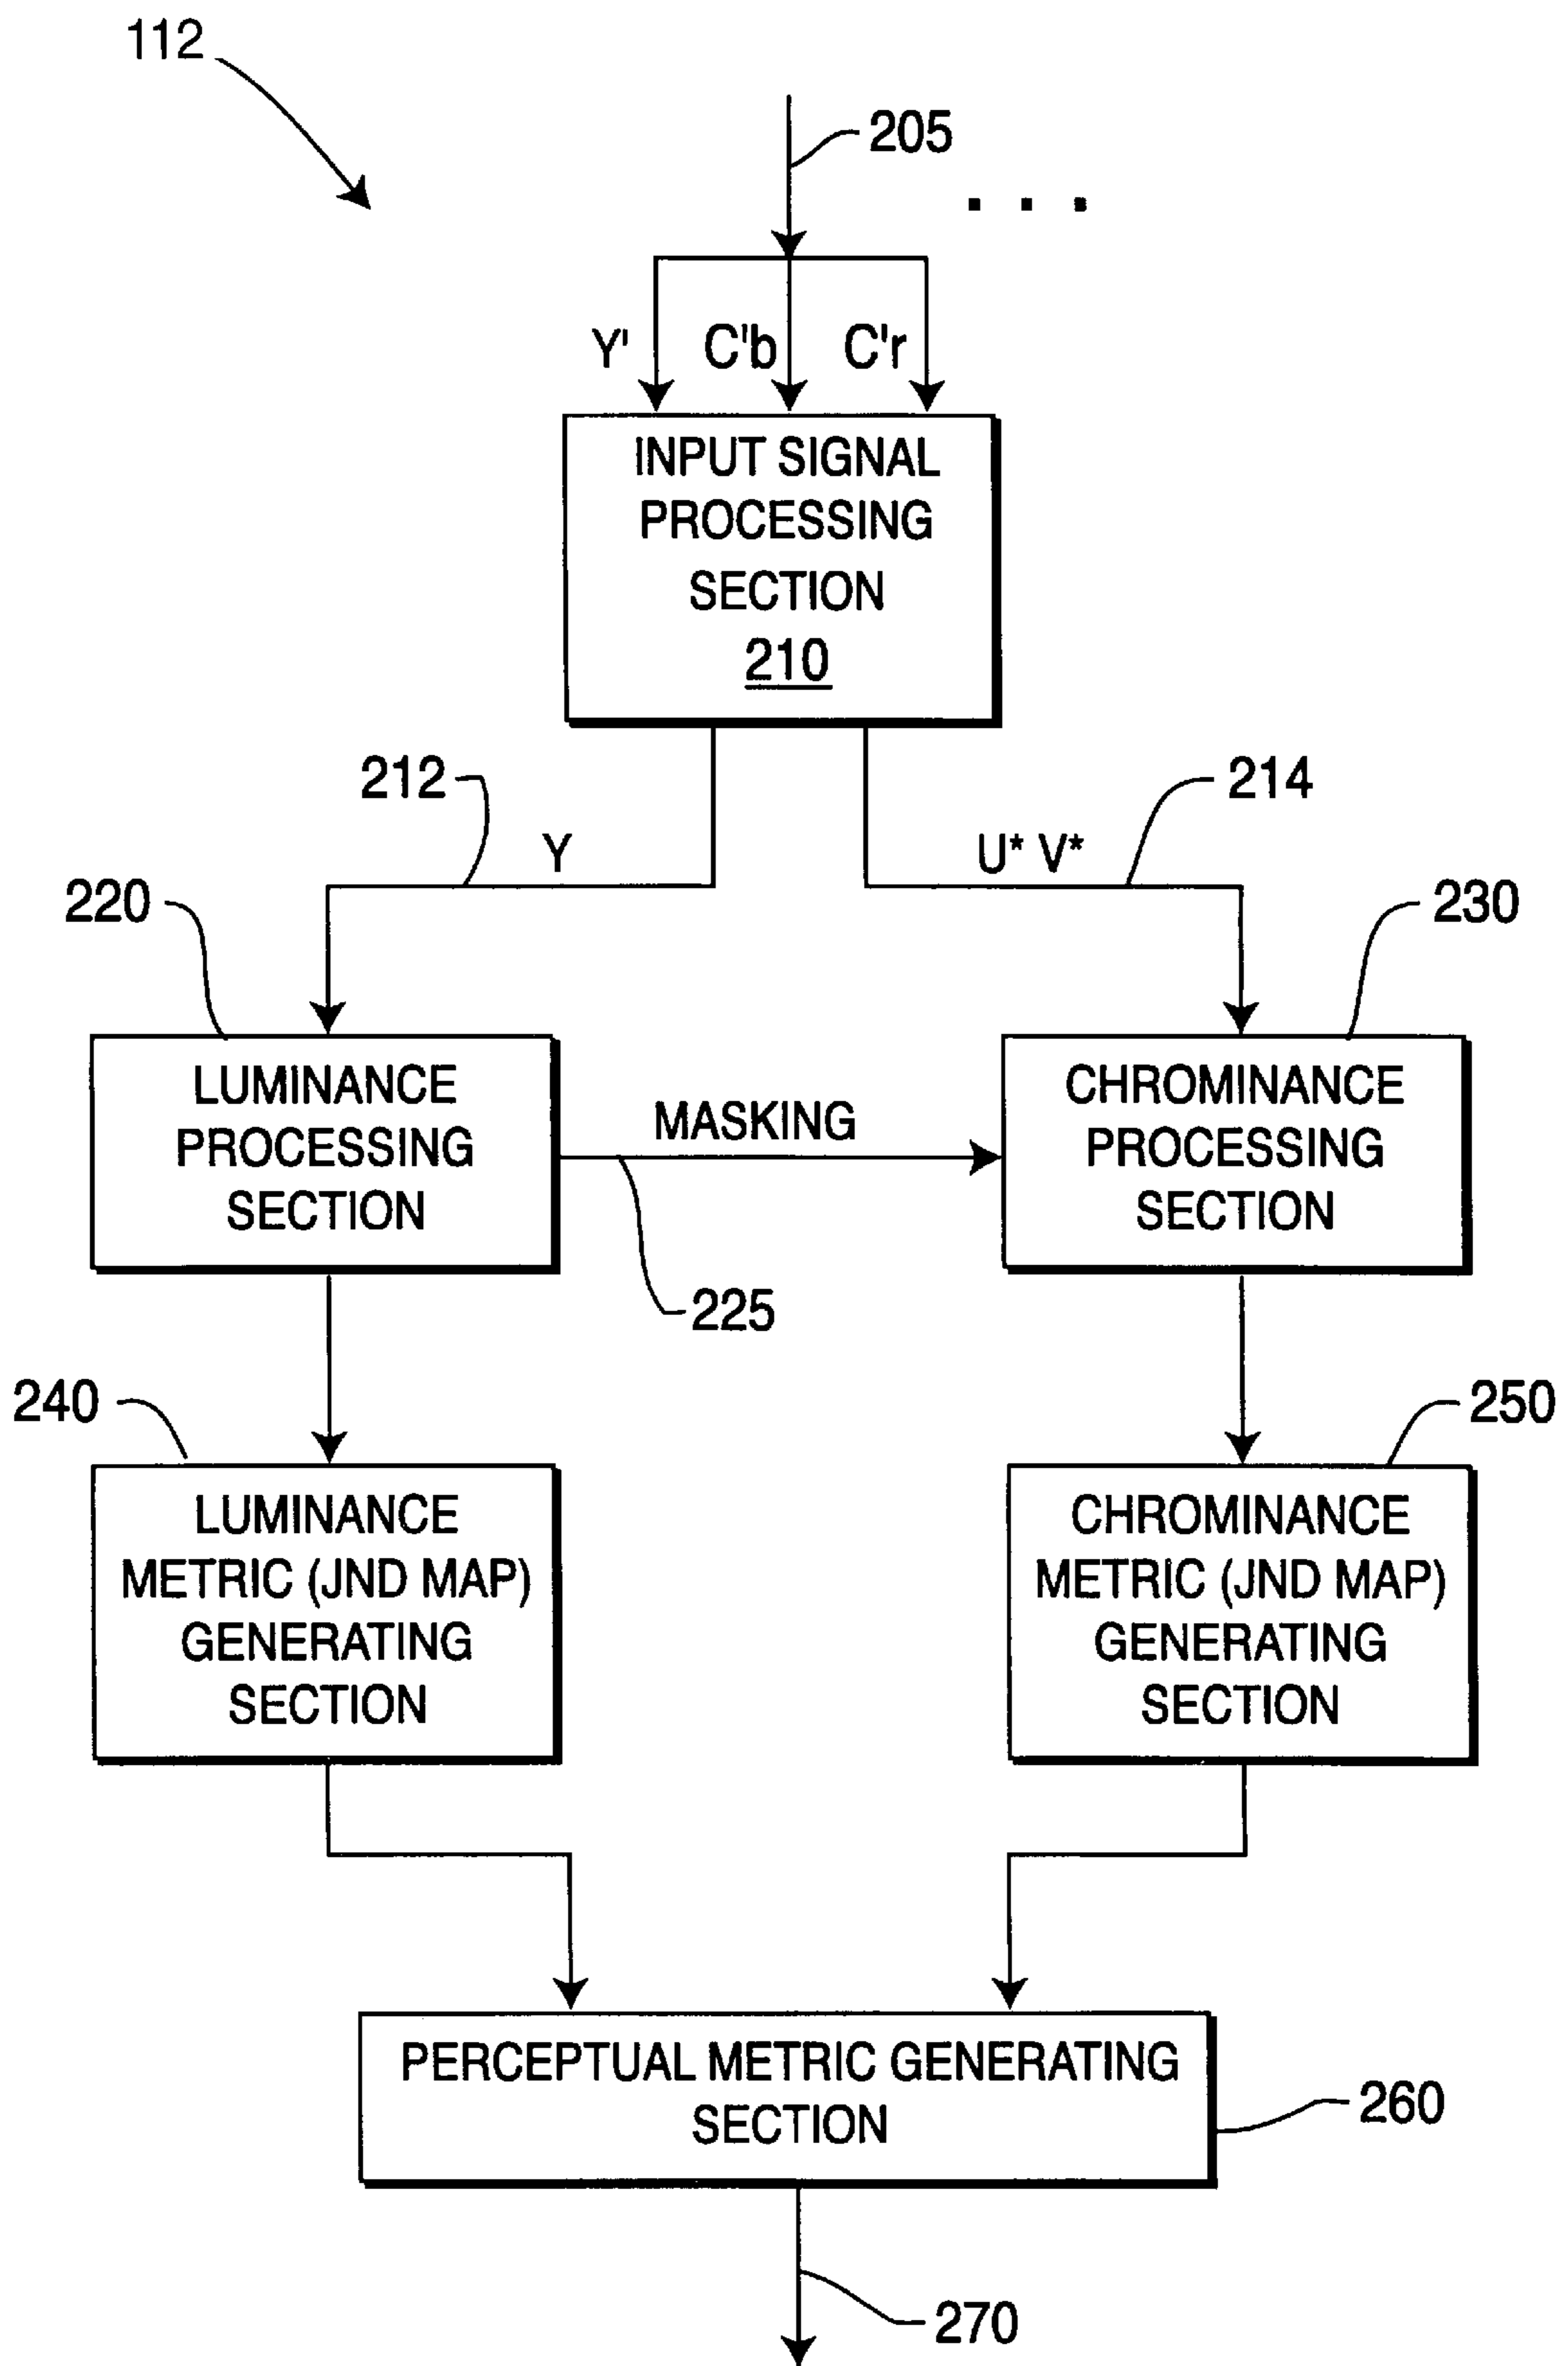 112
205
. . .
Y' C'b C'r
INPUT SIGNAL
PROCESSING
SECTION
210
212
214
Y
U* V*
220
230
LUMINANCE
PROCESSING
SECTION
MASKING
CHROMINANCE
PROCESSING
SECTION
225
240
250
LUMINANCE
METRIC (JND MAP)
GENERATING
SECTION
CHROMINANCE
METRIC (JND MAP)
GENERATING
SECTION
PERCEPTUAL METRIC GENERATING
SECTION
260
270